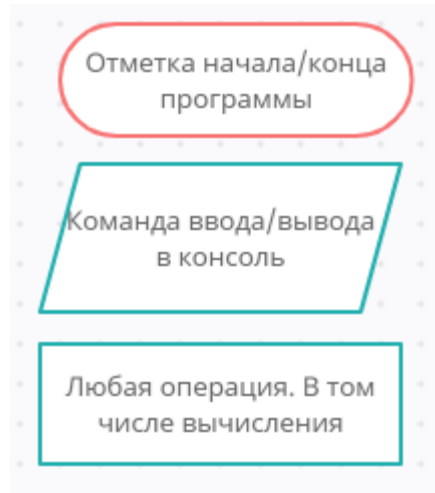 Отметка начала/конца
программы
Команда ввода/вывода
в консоль
Любая операция. В том
числе вычисления